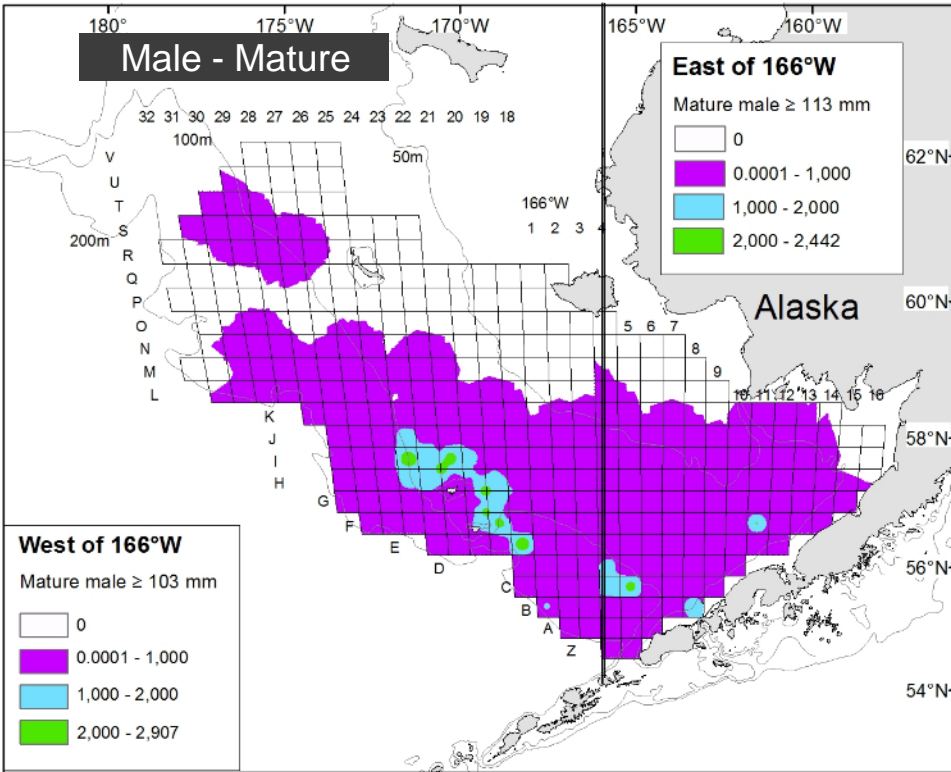 180° 175°W 170°W 165°W 160°W
Male - Mature
East of 166°W
Mature male ≥ 113 mm
0
0.0001 - 1,000
1,000 - 2,000
2,000 - 2,442
32 31 30 29 28 27 26 25 24 23 22 21 20 19 18
100m
50m
62°N
V
U
T
S
R
Q
P
O
N
M
L
200m
166°W
1 2 3 4
60°N
Alaska
5 6 7
8
9
10 11 12 13 14 15 16
58°N
K
J
I
H
G
F
E
D
C
B
A
Z
56°N
54°N
West of 166°W
Mature male ≥ 103 mm
0
0.0001 - 1,000
1,000 - 2,000
2,000 - 2,907